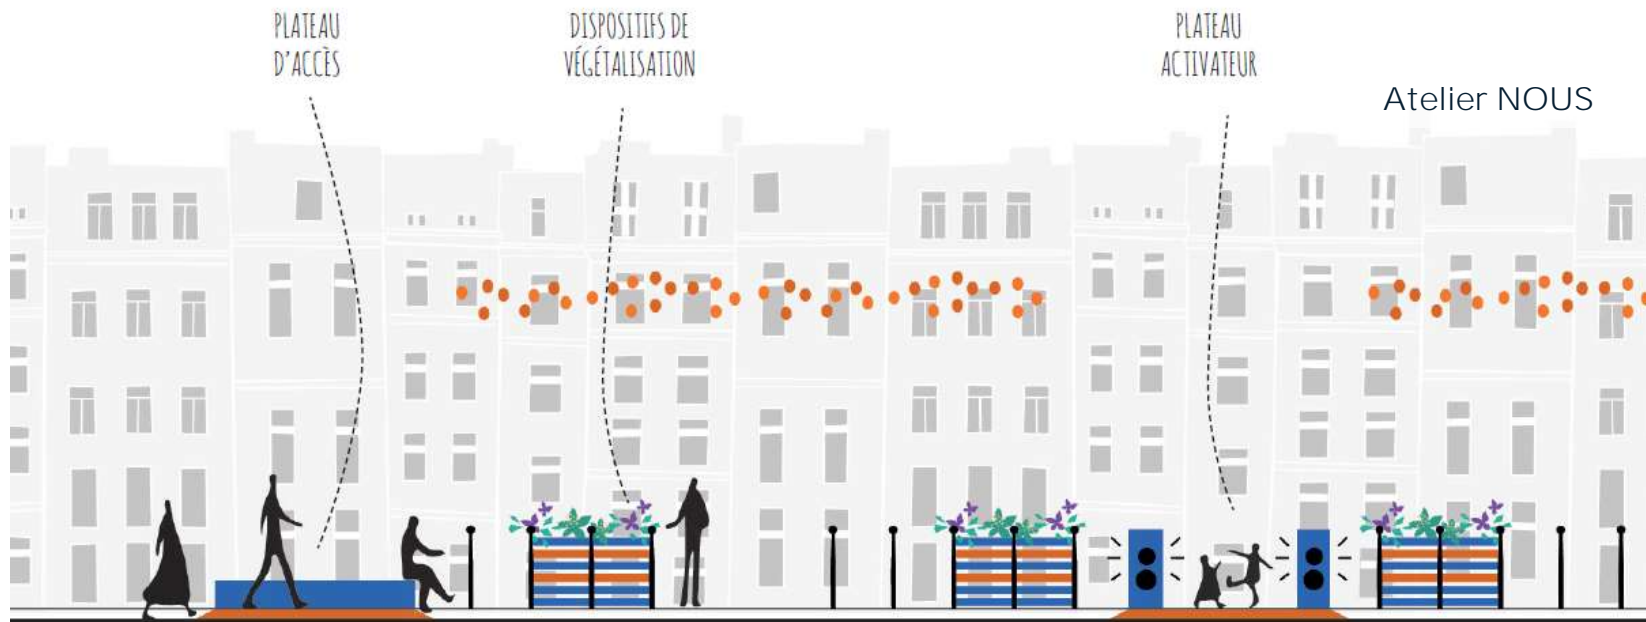 PLATEAU
D'ACCÈS
DISPOSITIFS DE
VÉGÉTALISATION
PLATEAU
ACTIVATEUR
Atelier NOUS